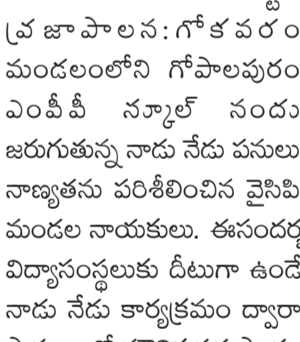 ప్రజాపాలన: గోకవరం
మండలంలోని గోపాలపురం
ఎంపీపీ స్కూల్ నందు
జరుగుతున్న నాడు నేడు పనులు
నాణ్యతను పరిశీలించిన వైసిపి
మండల నాయకులు. ఈసందర్భ
విద్యాసంస్థలుకు దీటుగా ఉండే
నాడు నేడు కార్యక్రమం ద్వారా